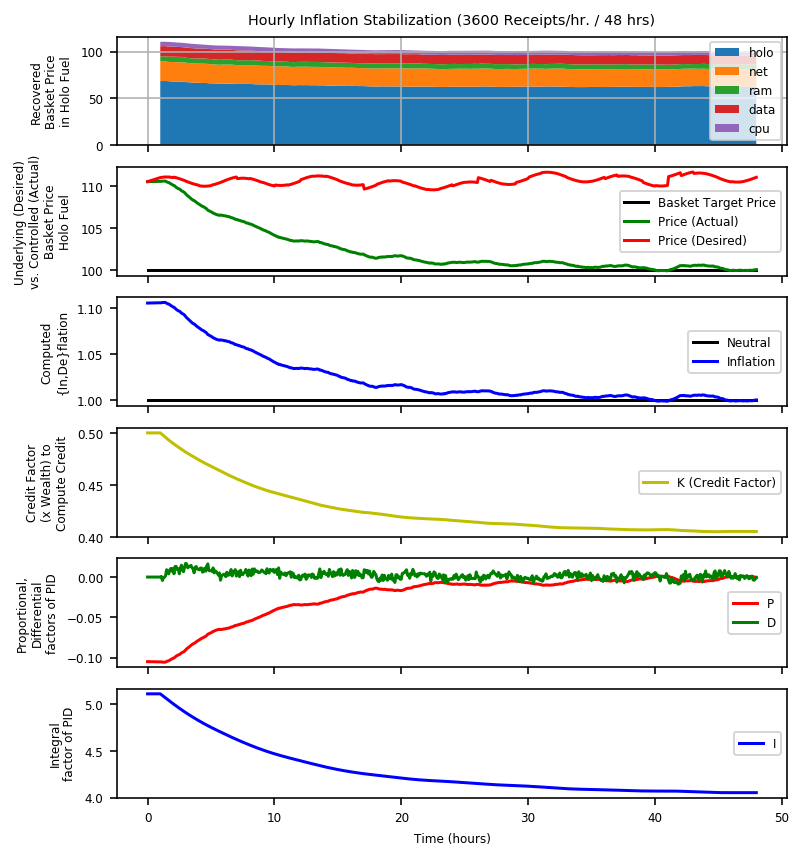 Hourly Inflation Stabilization (3600 Receipts/hr. / 48 hrs)
Recovered
Basket Price
in Holo Fuel
100
50
0
holo
net
ram
data
cpu
Underlying (Desired)
vs. Controlled (Actual)
Basket Price
Holo Fuel
110
105
100
Basket Target Price
Price (Actual)
Price (Desired)
Computed
{In,De}flation
1.10
1.05
1.00
Neutral
Inflation
Credit Factor
(x Wealth) to
Compute Credit
0.50
0.45
0.40
K (Credit Factor)
Proportional,
Differential
factors of PID
0.00
−0.05
−0.10
P
D
Integral
factor of PID
5.0
4.5
4.0
I
0 10 20 30 40 50
Time (hours)